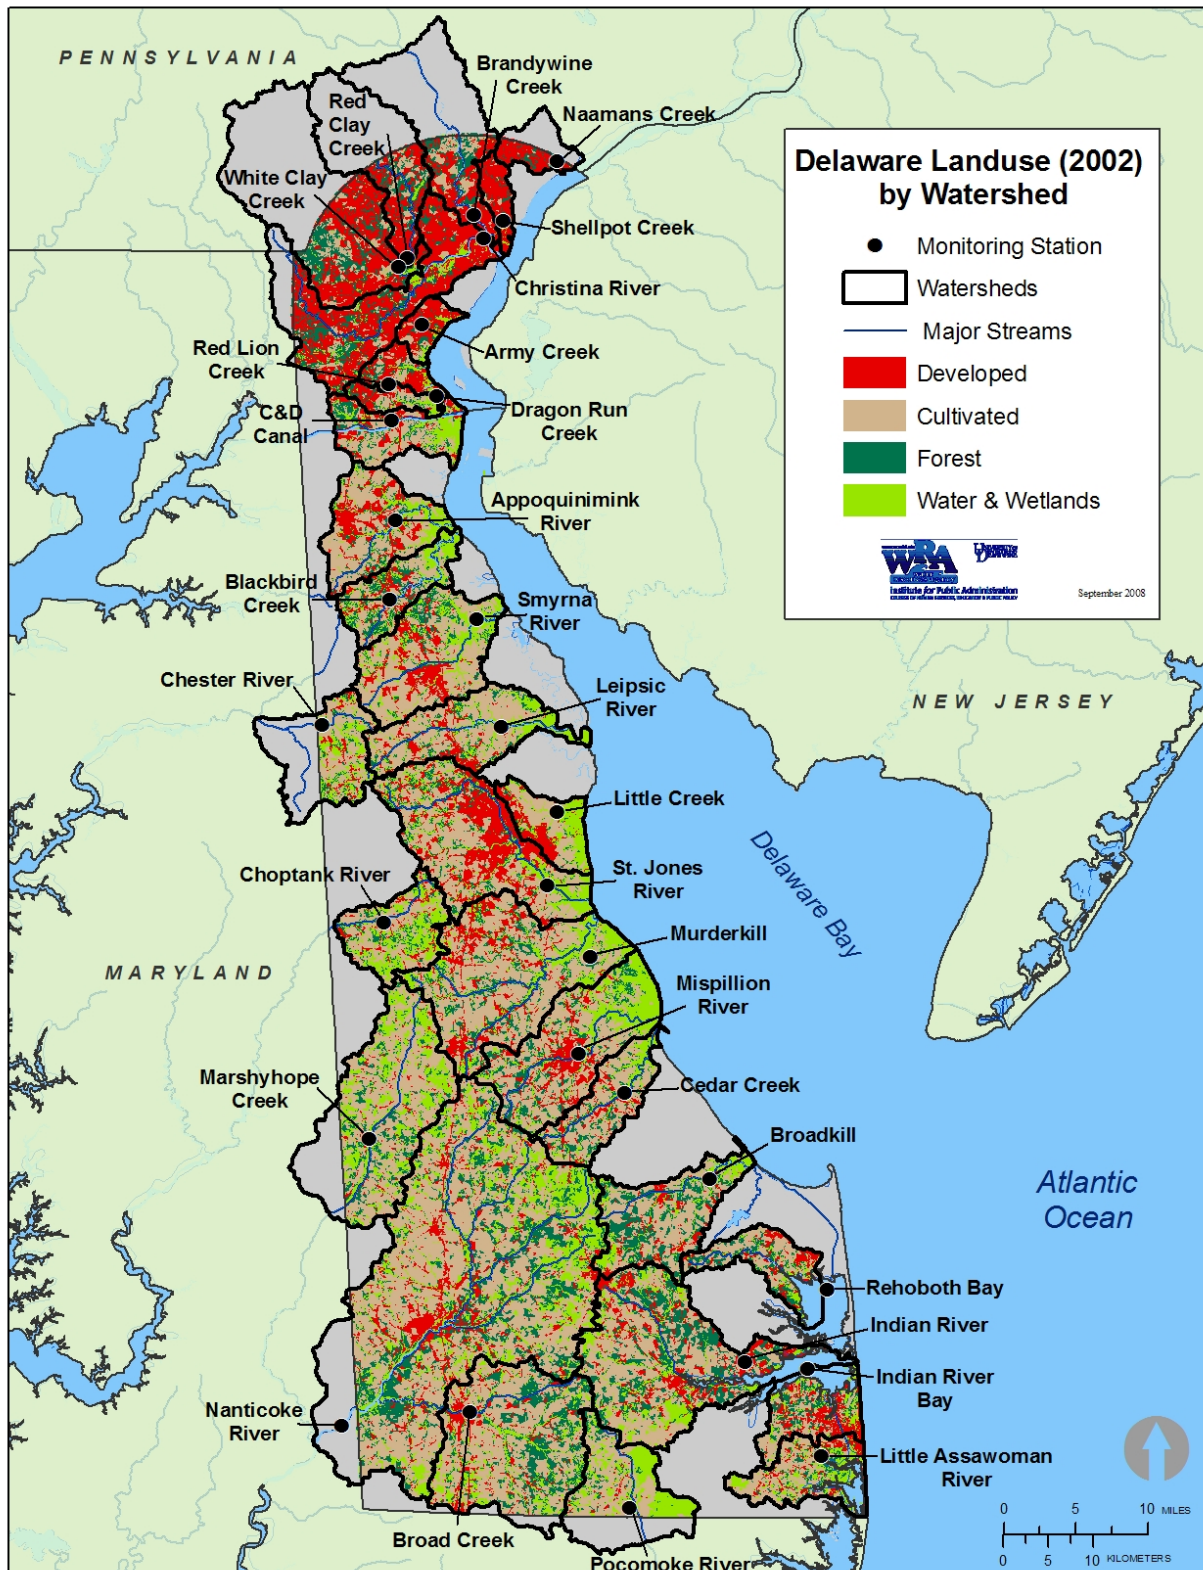 PENNSYLVANIA
Brandywine
Creek
Red
Clay
Creek
Naamans Creek
White Clay
Creek
Shellpot Creek
Christina River
Delaware Landuse (2002)
by Watershed
Monitoring Station
Watersheds
Major Streams
Developed
Cultivated
Forest
Water & Wetlands
Institute for Public Administration
September 2008
Army Creek
Red Lion
Creek
C&D
Canal
Dragon Run
Creek
Appoquinimink
River
Blackbird
Creek
Smyrna
River
Chester River
Leipsic
River
NEW JERSEY
Little Creek
Delaware Bay
Choptank River
St. Jones
River
Murderkill
MARYLAND
Mispillion
River
Marshyhope
Creek
Cedar Creek
Broadkill
Atlantic
Ocean
Rehoboth Bay
Indian River
Indian River
Bay
Nanticoke
River
Little Assawoman
River
Broad Creek
Pocomoke River
0 5 10 MILES
0 5 10 KILOMETERS